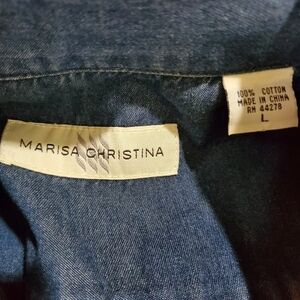 MARISA CHRISTINA
100% COTTON
MADE IN CHINA
RN 44278
L